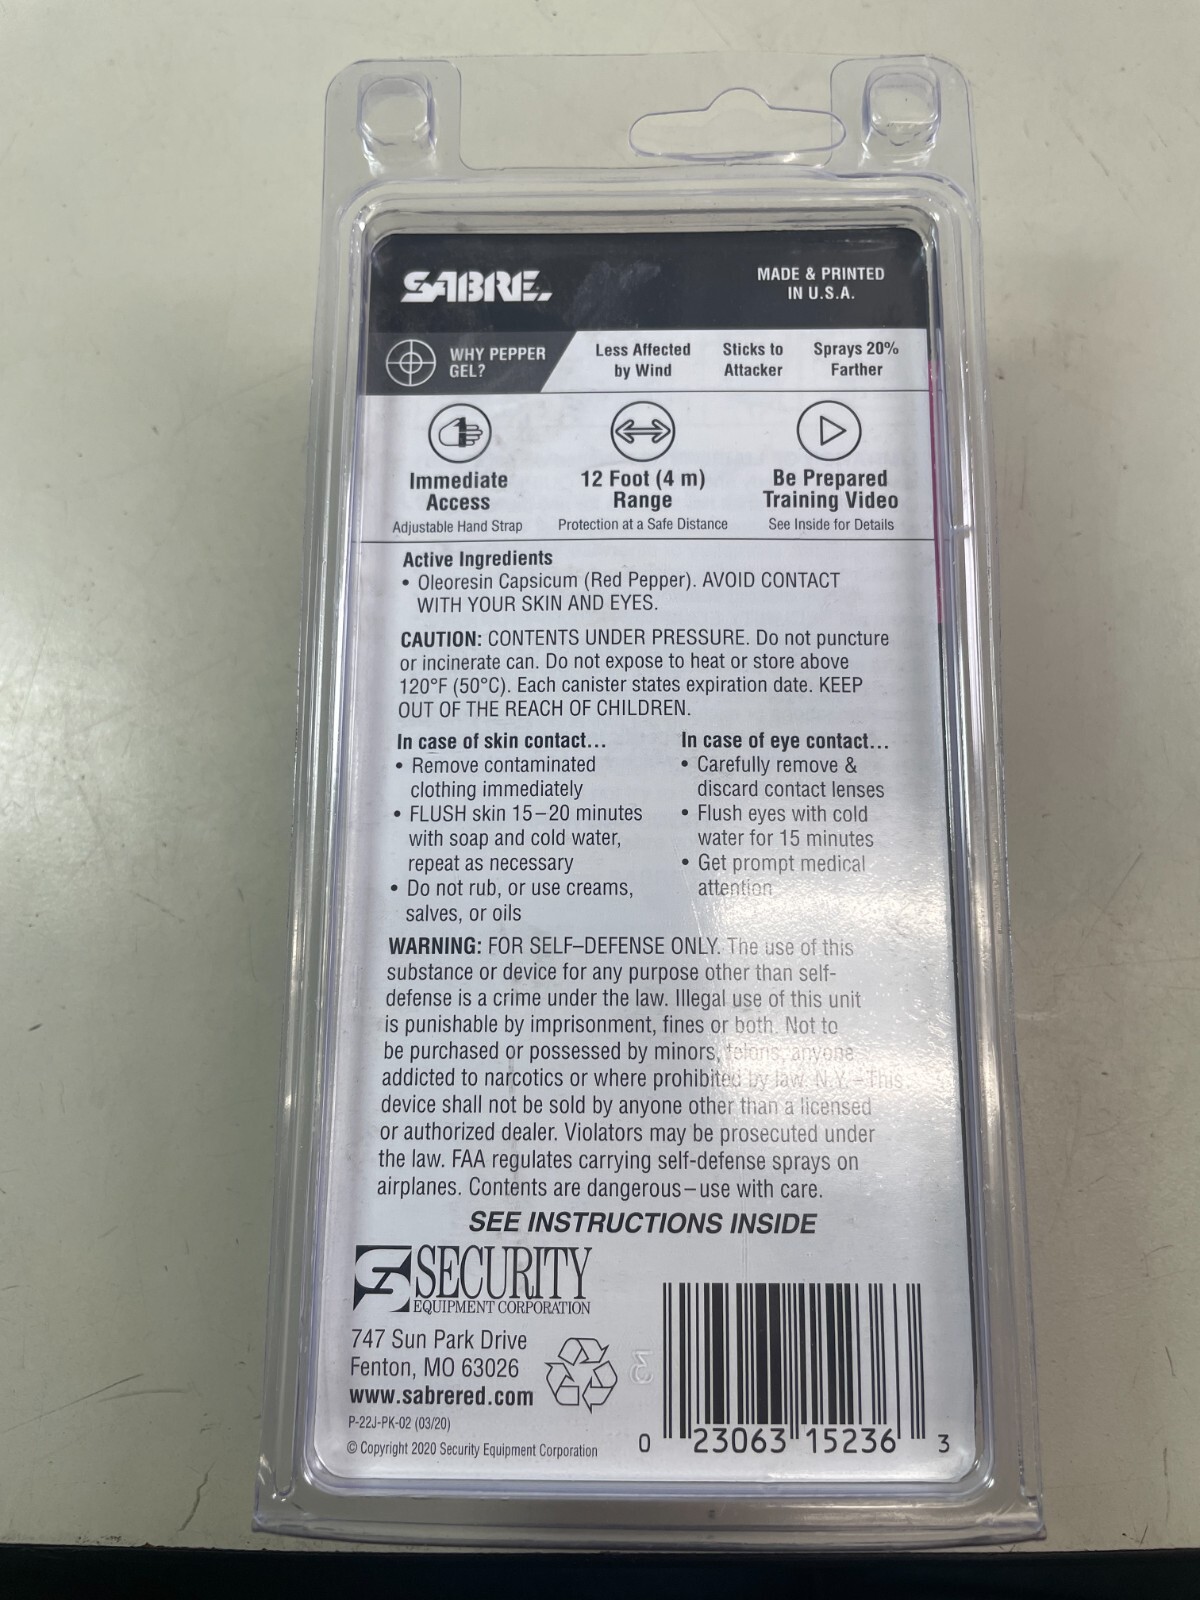 SABRE
MADE & PRINTED
IN U.S.A.
WHY PEPPER
GEL?
Less Affected
by Wind
Sticks to
Attacker
Sprays 20%
Farther
Immediate
Access
Adjustable Hand Strap
12 Foot (4 m)
Range
Protection at a Safe Distance
Be Prepared
Training Video
See Inside for Details
Active Ingredients
• Oleoresin Capsicum (Red Pepper). AVOID CONTACT
WITH YOUR SKIN AND EYES.
CAUTION: CONTENTS UNDER PRESSURE. Do not puncture
or incinerate can. Do not expose to heat or store above
120°F (50°C). Each canister states expiration date. KEEP
OUT OF THE REACH OF CHILDREN.
In case of skin contact...
• Remove contaminated
clothing immediately
• FLUSH skin 15–20 minutes
with soap and cold water,
repeat as necessary
• Do not rub, or use creams,
salves, or oils
In case of eye contact...
• Carefully remove &
discard contact lenses
• Flush eyes with cold
water for 15 minutes
• Get prompt medical
attention
WARNING: FOR SELF–DEFENSE ONLY. The use of this
substance or device for any purpose other than self-
defense is a crime under the law. Illegal use of this unit
is punishable by imprisonment, fines or both. Not to
be purchased or possessed by minors, felons, anyone
addicted to narcotics or where prohibited by law. N.Y. – This
device shall not be sold by anyone other than a licensed
or authorized dealer. Violators may be prosecuted under
the law. FAA regulates carrying self-defense sprays on
airplanes. Contents are dangerous–use with care.
SEE INSTRUCTIONS INSIDE
SECURITY
EQUIPMENT CORPORATION
747 Sun Park Drive
Fenton, MO 63026
www.sabrered.com
P-22J-PK-02 (03/20)
© Copyright 2020 Security Equipment Corporation
0 23063 15236 3